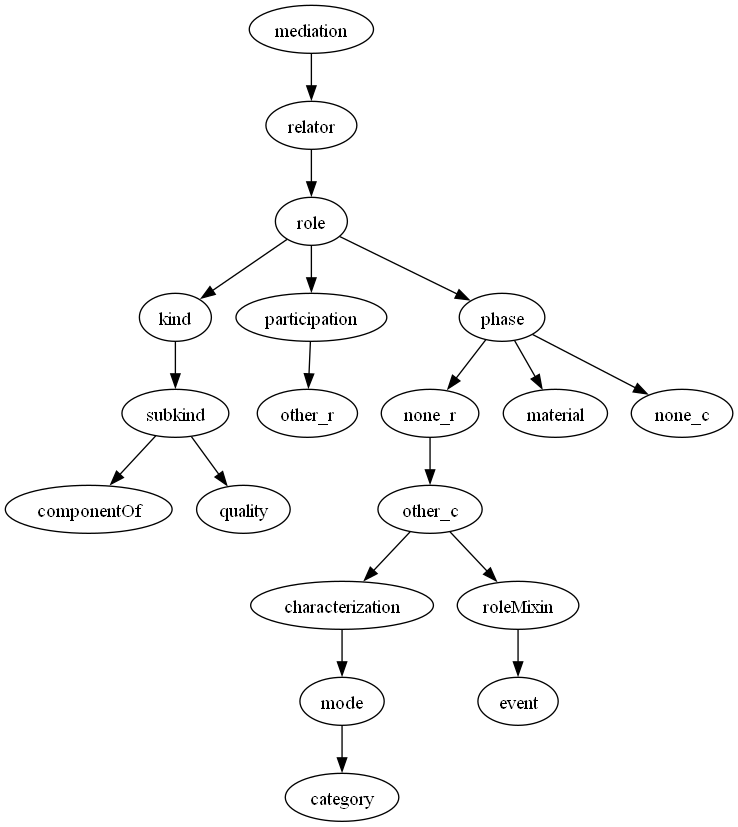 mediation
relator
role
kind
participation
phase
subkind
other_r
none_r
material
none_c
componentOf
quality
other_c
characterization
roleMixin
mode
event
category